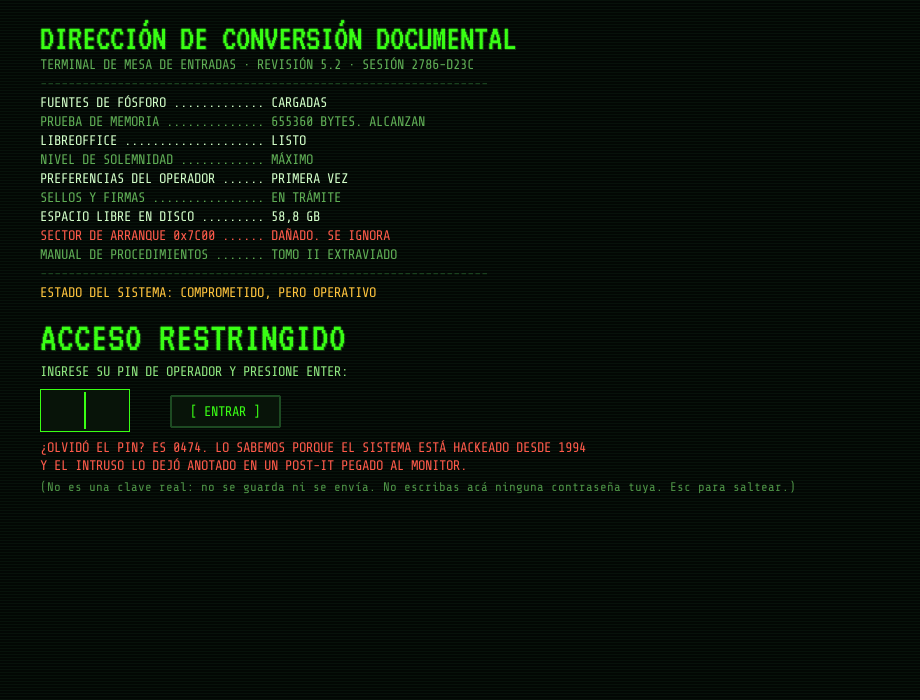 DIRECCIÓN DE CONVERSIÓN DOCUMENTAL
TERMINAL DE MESA DE ENTRADAS · REVISIÓN 5.2 · SESIÓN 2786-D23C
----------------------------------------------------------------
FUENTES DE FÓSFORO ............. CARGADAS
PRUEBA DE MEMORIA .............. 655360 BYTES. ALCANZAN
LIBREOFFICE .................... LISTO
NIVEL DE SOLEMNIDAD ............ MÁXIMO
PREFERENCIAS DEL OPERADOR ...... PRIMERA VEZ
SELLOS Y FIRMAS ................ EN TRÁMITE
ESPACIO LIBRE EN DISCO ......... 58,8 GB
SECTOR DE ARRANQUE 0x7C00 ...... DAÑADO. SE IGNORA
MANUAL DE PROCEDIMIENTOS ....... TOMO II EXTRAVIADO
----------------------------------------------------------------
ESTADO DEL SISTEMA: COMPROMETIDO, PERO OPERATIVO
ACCESO RESTRINGIDO
INGRESE SU PIN DE OPERADOR Y PRESIONE ENTER:
[ ENTRAR ]
¿OLVIDÓ EL PIN? ES 0474. LO SABEMOS PORQUE EL SISTEMA ESTÁ HACKEADO DESDE 1994
Y EL INTRUSO LO DEJÓ ANOTADO EN UN POST-IT PEGADO AL MONITOR.
(No es una clave real: no se guarda ni se envía. No escribas acá ninguna contraseña tuya. Esc para saltear.)